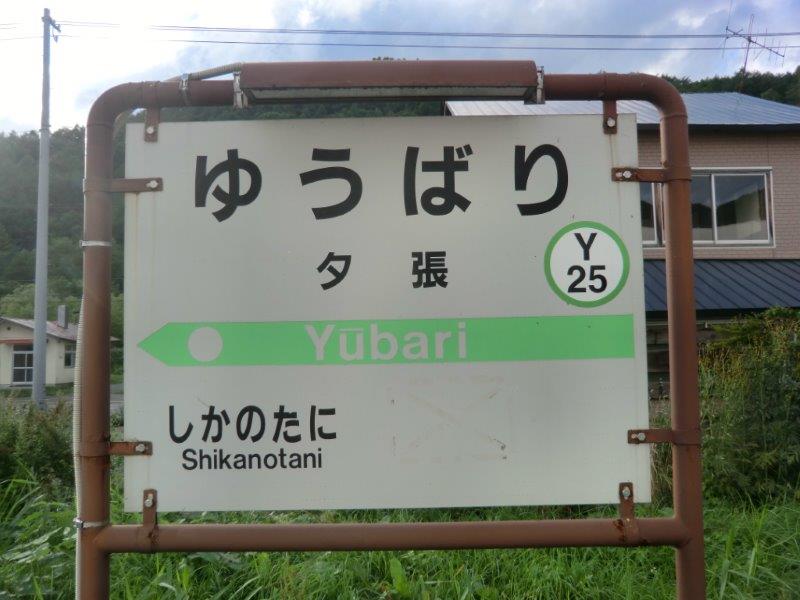 ゆうばり
夕張
Y
25
Yūbari
しかのたに
Shikanotani